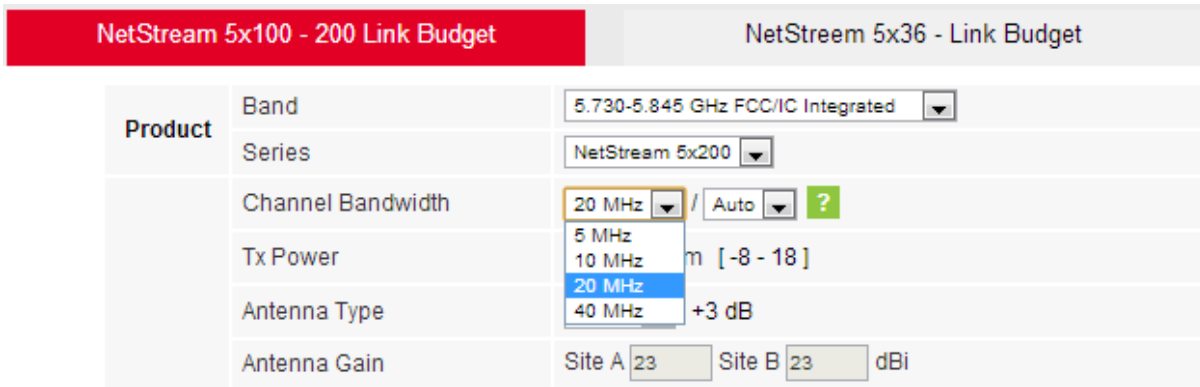 NetStream 5x100 - 200 Link Budget NetStreem 5x36 - Link Budget
Product
Band 5.730-5.845 GHz FCC/IC Integrated
Series NetStream 5x200
Channel Bandwidth 20 MHz / Auto ?
5 MHz
Tx Power 10 MHz m [ -8 - 18 ]
20 MHz
Antenna Type 40 MHz +3 dB
Antenna Gain Site A 23 Site B 23 dBi